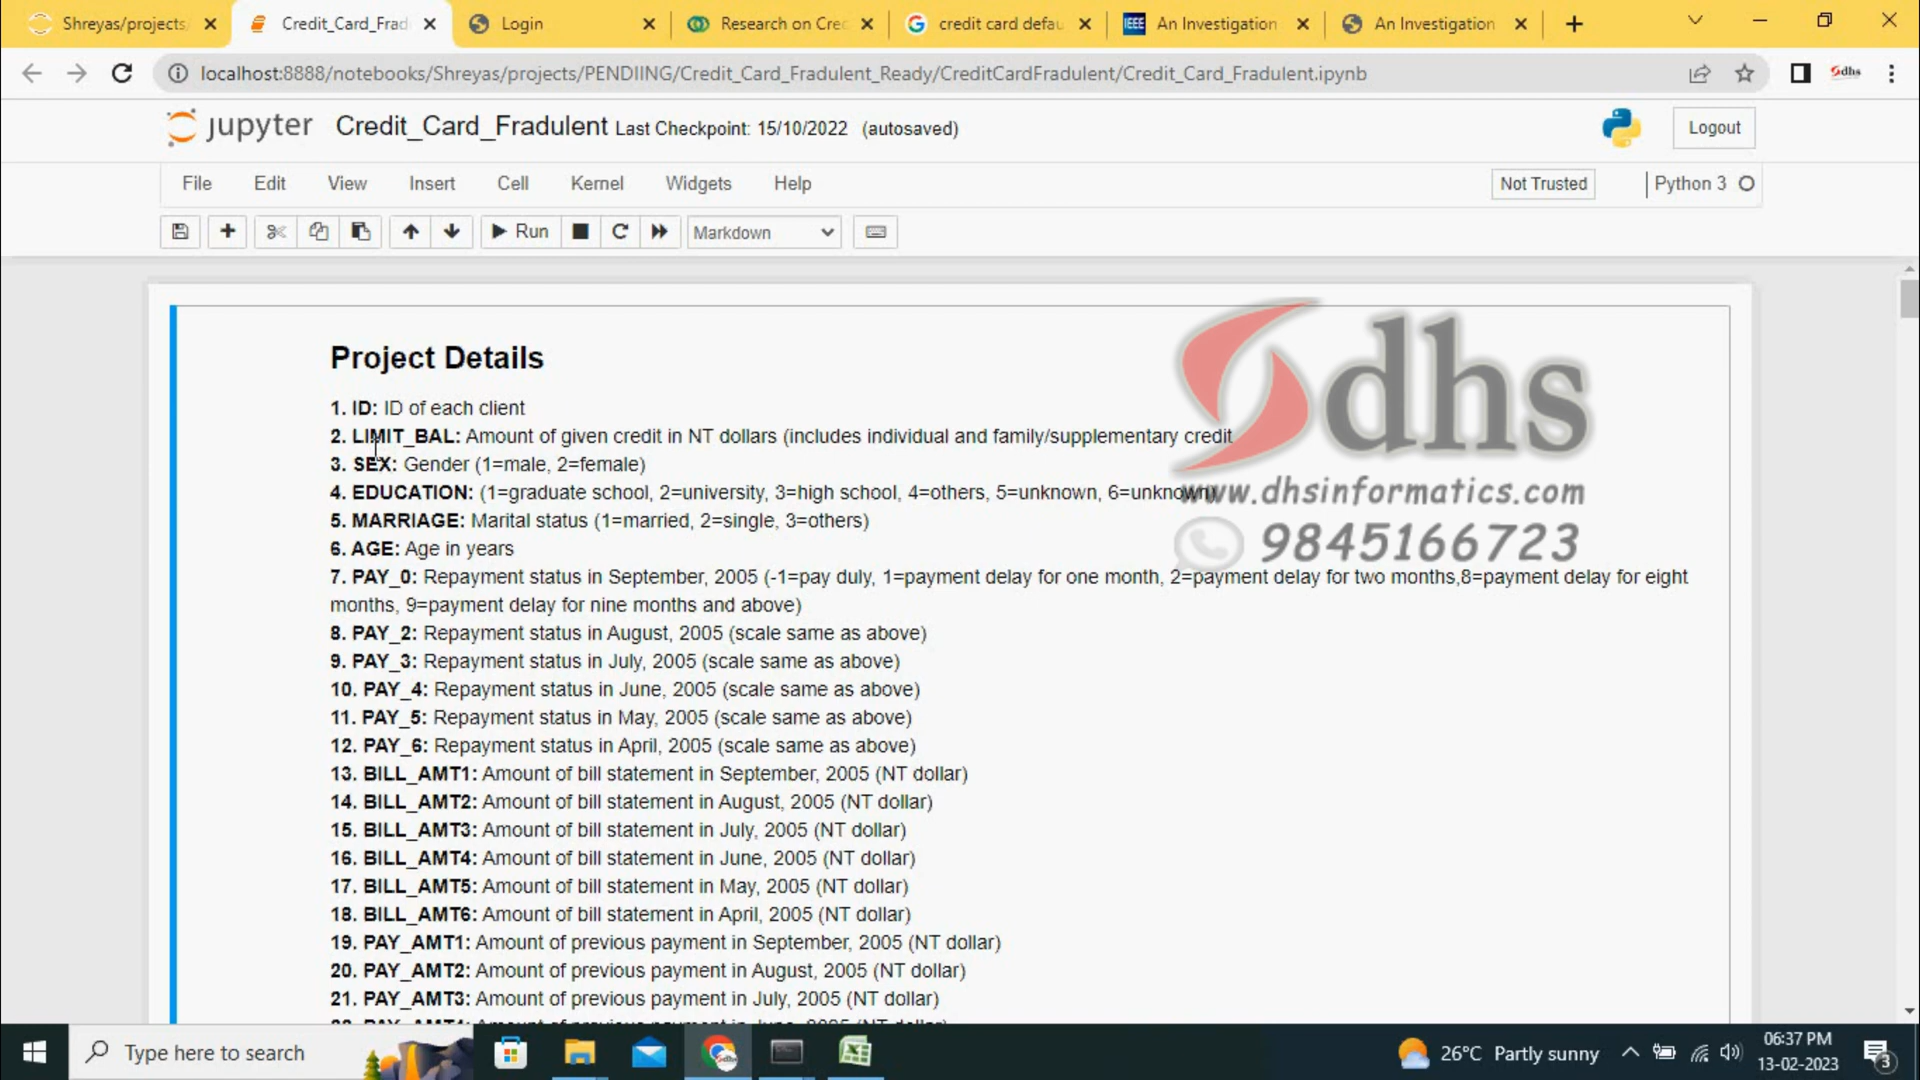 Shreyas/projects/
Credit_Card_Frad
Login
Research on Cre
credit card defau
IEEE
An Investigation
An Investigation
localhost:8888/notebooks/Shreyas/projects/PENDIING/Credit_Card_Fradulent_Ready/CreditCardFradulent/Credit_Card_Fradulent.ipynb
Sdhs
jupyter Credit_Card_Fradulent Last Checkpoint: 15/10/2022 (autosaved)
Logout
File Edit View Insert Cell Kernel Widgets Help
Not Trusted
Python 3
Run
Markdown
Project Details
1. ID: ID of each client
2. LIMIT_BAL: Amount of given credit in NT dollars (includes individual and family/supplementary credit
3. SEX: Gender (1=male, 2=female)
4. EDUCATION: (1=graduate school, 2=university, 3=high school, 4=others, 5=unknown, 6=unknown)
5. MARRIAGE: Marital status (1=married, 2=single, 3=others)
6. AGE: Age in years
7. PAY_0: Repayment status in September, 2005 (-1=pay duly, 1=payment delay for one month, 2=payment delay for two months,8=payment delay for eight
months, 9=payment delay for nine months and above)
8. PAY_2: Repayment status in August, 2005 (scale same as above)
9. PAY_3: Repayment status in July, 2005 (scale same as above)
10. PAY_4: Repayment status in June, 2005 (scale same as above)
11. PAY_5: Repayment status in May, 2005 (scale same as above)
12. PAY_6: Repayment status in April, 2005 (scale same as above)
13. BILL_AMT1: Amount of bill statement in September, 2005 (NT dollar)
14. BILL_AMT2: Amount of bill statement in August, 2005 (NT dollar)
15. BILL_AMT3: Amount of bill statement in July, 2005 (NT dollar)
16. BILL_AMT4: Amount of bill statement in June, 2005 (NT dollar)
17. BILL_AMT5: Amount of bill statement in May, 2005 (NT dollar)
18. BILL_AMT6: Amount of bill statement in April, 2005 (NT dollar)
19. PAY_AMT1: Amount of previous payment in September, 2005 (NT dollar)
20. PAY_AMT2: Amount of previous payment in August, 2005 (NT dollar)
21. PAY_AMT3: Amount of previous payment in July, 2005 (NT dollar)
Sdhs
www.dhsinformatics.com
9845166723
Type here to search
26°C Partly sunny
06:37 PM
13-02-2023
3